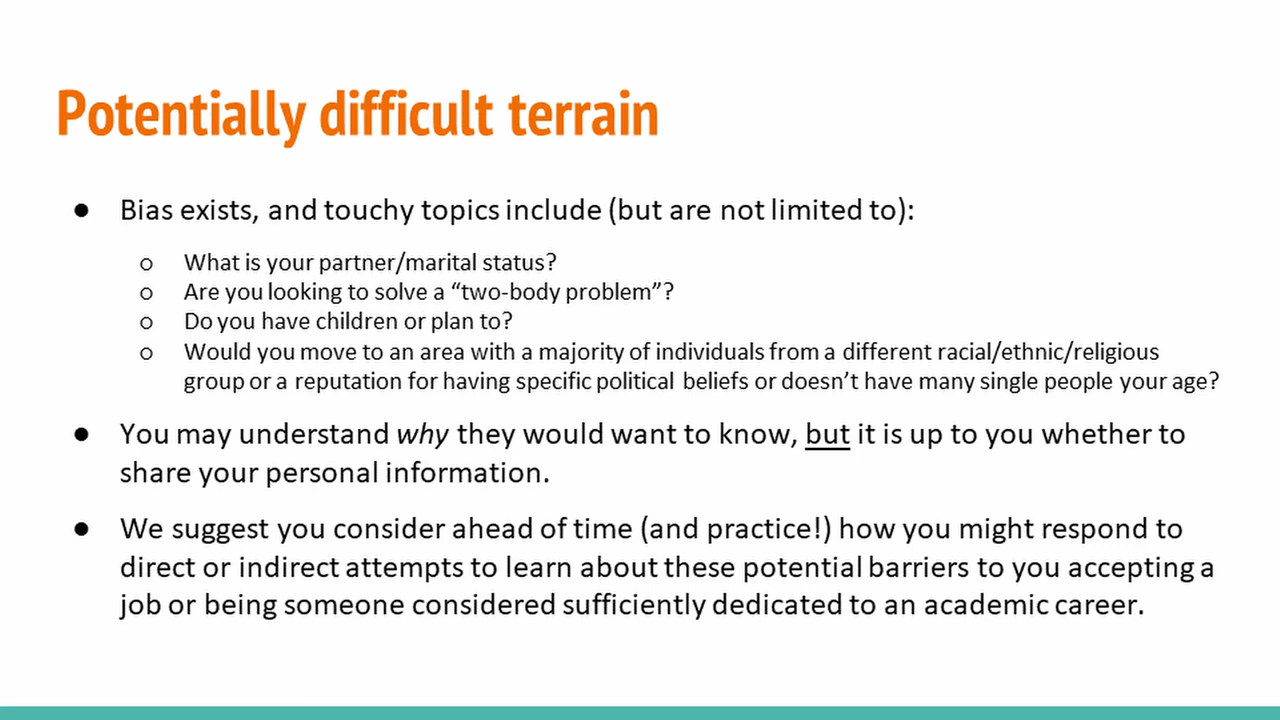 Potentially difficult terrain
● Bias exists, and touchy topics include (but are not limited to):
○ What is your partner/marital status?
○ Are you looking to solve a “two-body problem”?
○ Do you have children or plan to?
○ Would you move to an area with a majority of individuals from a different racial/ethnic/religious
group or a reputation for having specific political beliefs or doesn’t have many single people your age?
● You may understand why they would want to know, but it is up to you whether to
share your personal information.
● We suggest you consider ahead of time (and practice!) how you might respond to
direct or indirect attempts to learn about these potential barriers to you accepting a
job or being someone considered sufficiently dedicated to an academic career.